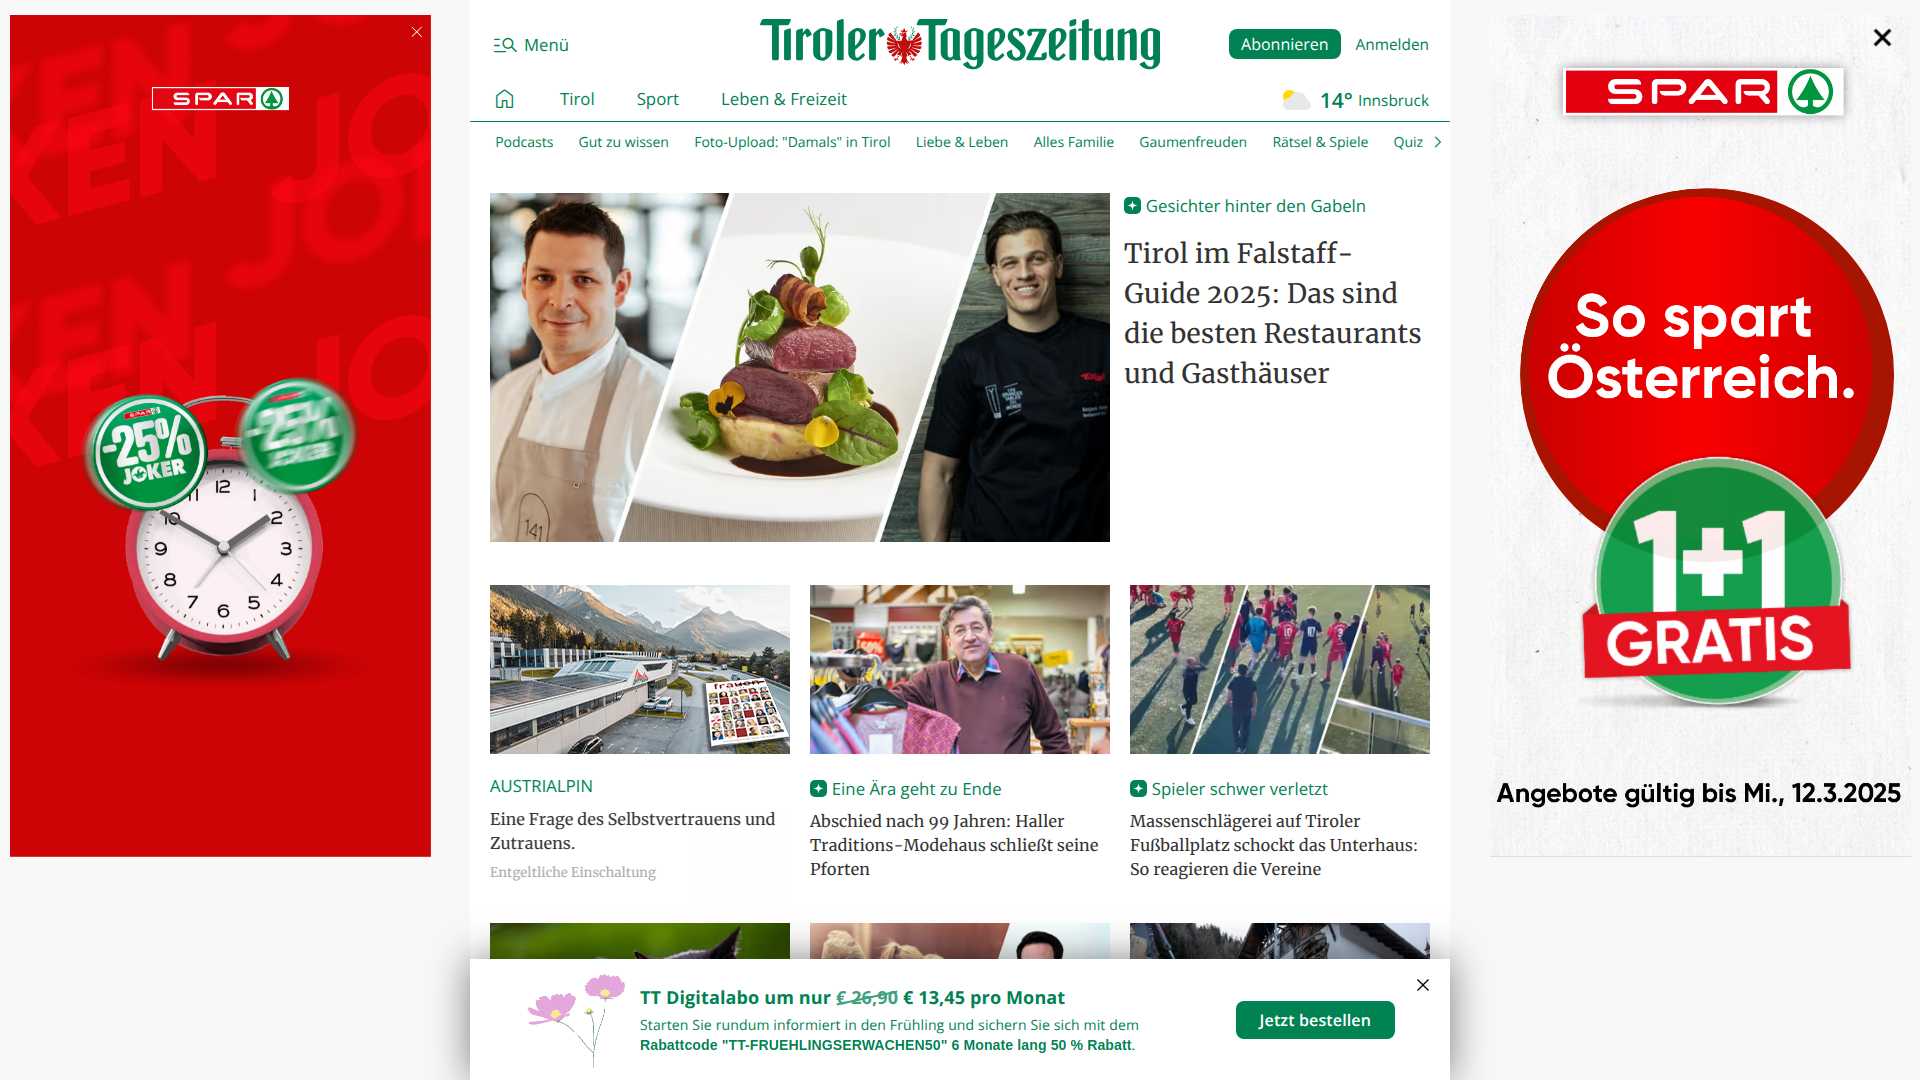 Menü
Tiroler Tageszeitung
Abonnieren
Anmelden
Tirol
Sport
Leben & Freizeit
14° Innsbruck
Podcasts
Gut zu wissen
Foto-Upload: "Damals" in Tirol
Liebe & Leben
Alles Familie
Gaumenfreuden
Rätsel & Spiele
Quiz
Gesichter hinter den Gabeln
Tirol im Falstaff-
Guide 2025: Das sind
die besten Restaurants
und Gasthäuser
141
frauen
AUSTRIALPIN
Eine Frage des Selbstvertrauens und
Zutrauens.
Entgeltliche Einschaltung
Eine Ära geht zu Ende
Abschied nach 99 Jahren: Haller
Traditions-Modehaus schließt seine
Pforten
Spieler schwer verletzt
Massenschlägerei auf Tiroler
Fußballplatz schockt das Unterhaus:
So reagieren die Vereine
TT Digitalabo um nur € 26,90 € 13,45 pro Monat
Starten Sie rundum informiert in den Frühling und sichern Sie sich mit dem
Rabattcode "TT-FRUEHLINGSERWACHEN50" 6 Monate lang 50 % Rabatt.
Jetzt bestellen
SPAR
SPAR
-25%
JOKER
-25%
JOKER
12
1
2
3
4
5
6
7
8
9
10
11
SPAR
So spart
Österreich.
1+1
GRATIS
Angebote gültig bis Mi., 12.3.2025